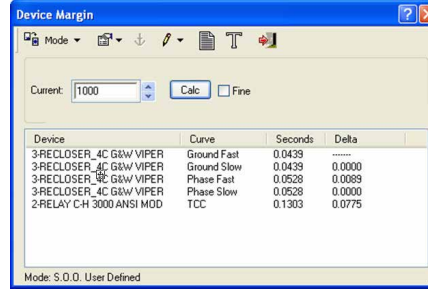 Device Margin
Mode
Current: 1000 Calc Fine
Device Curve Seconds Delta
3-RECLOSER_4C G&W VIPER Ground Fast 0.0439 -------
3-RECLOSER_4C G&W VIPER Ground Slow 0.0439 0.0000
3-RECLOSER_4C G&W VIPER Phase Fast 0.0528 0.0089
3-RECLOSER_4C G&W VIPER Phase Slow 0.0528 0.0000
2-RELAY C-H 3000 ANSI MOD TCC 0.1303 0.0775
Mode: S.O.O. User Defined